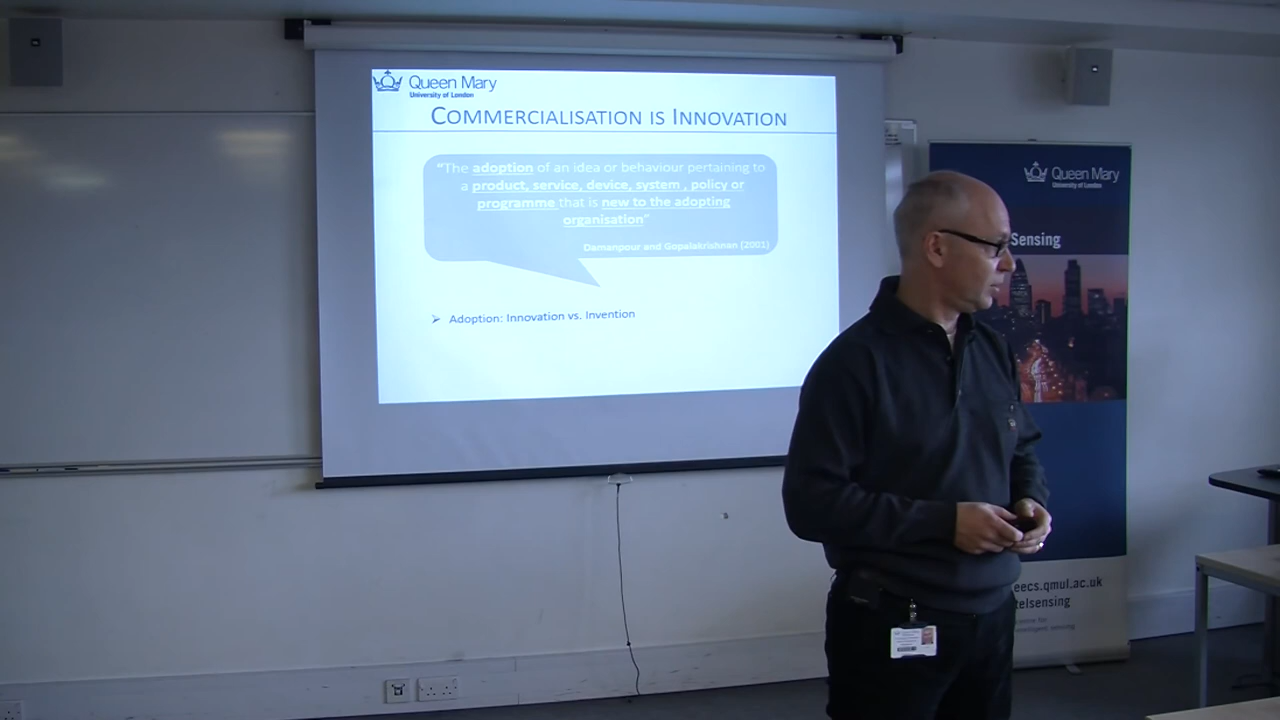 Queen Mary
University of London
COMMERCIALISATION IS INNOVATION
"The adoption of an idea or behaviour pertaining to
a product, service, device, system , policy or
programme that is new to the adopting
organisation"
Damanpour and Gopalakrishnan (2001)
➢ Adoption: Innovation vs. Invention
Queen Mary
University of London
Sensing
eecs.qmul.ac.uk
telsensing